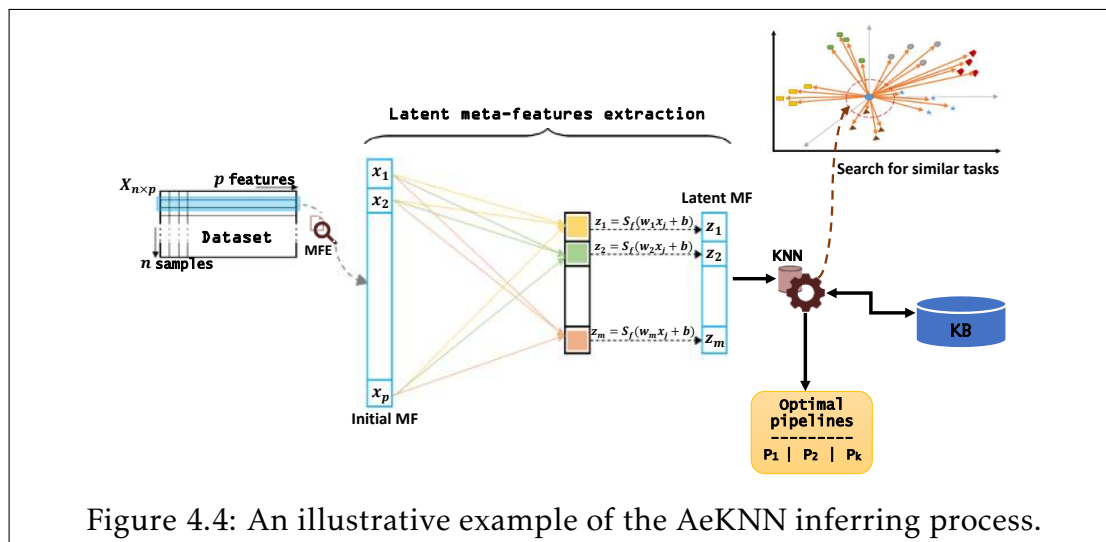 Latent meta-features extraction
Search for similar tasks
X_{n×p}
p features
Dataset
n samples
MFE
x_1
x_2
x_p
Initial MF
z_1 = S_f(w_1x_j + b)
z_2 = S_f(w_2x_j + b)
z_m = S_f(w_mx_j + b)
Latent MF
z_1
z_2
z_m
KNN
KB
Optimal
pipelines
---------
P_1 | P_2 | P_k
Figure 4.4: An illustrative example of the AeKNN inferring process.